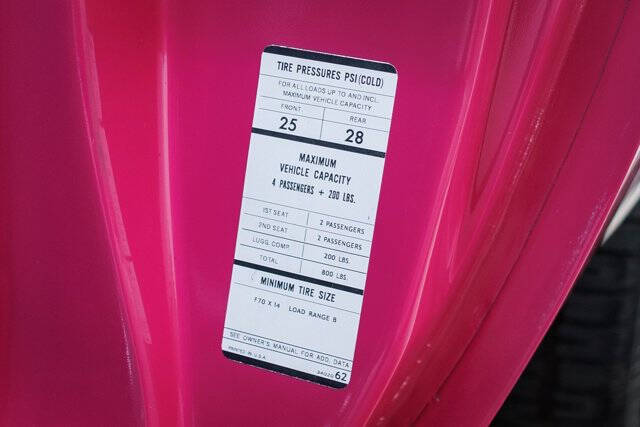 TIRE PRESSURES PSI(COLD)
FOR ALL LOADS UP TO AND INCL.
MAXIMUM VEHICLE CAPACITY
FRONT REAR
25 28
MAXIMUM
VEHICLE CAPACITY
4 PASSENGERS + 200 LBS.
1ST SEAT 2 PASSENGERS
2ND SEAT 2 PASSENGERS
LUGG. COMP. 200 LBS.
TOTAL 800 LBS.
MINIMUM TIRE SIZE
F70 X 14 LOAD RANGE B
SEE OWNER'S MANUAL FOR ADD. DATA
PRINTED IN U.S.A. 62